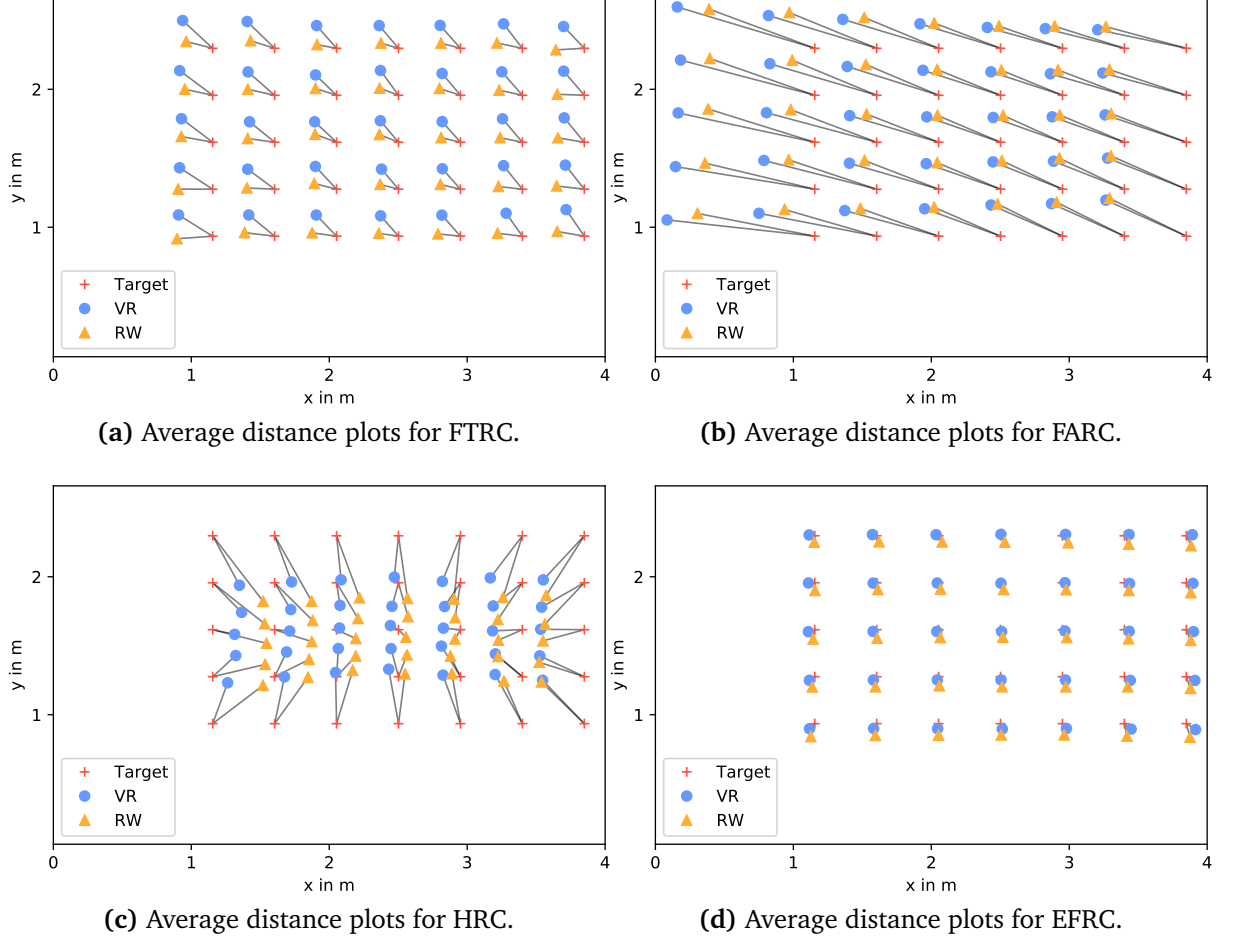 y in m
2
1
Target
VR
RW
0
1
2
3
4
x in m
(a) Average distance plots for FTRC.
y in m
2
1
Target
VR
RW
0
1
2
3
4
x in m
(b) Average distance plots for FARC.
y in m
2
1
Target
VR
RW
0
1
2
3
4
x in m
(c) Average distance plots for HRC.
y in m
2
1
Target
VR
RW
0
1
2
3
4
x in m
(d) Average distance plots for EFRC.